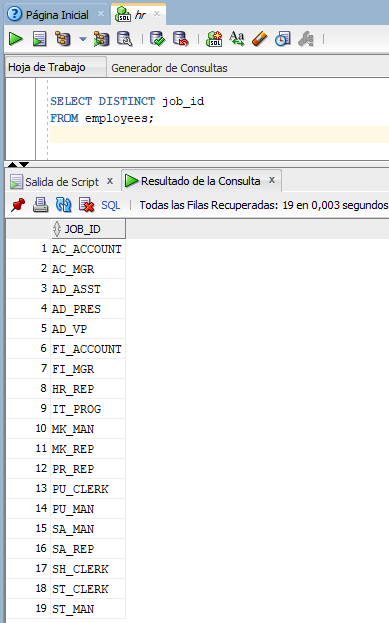 Página Inicial hr
Hoja de Trabajo Generador de Consultas
SELECT DISTINCT job_id
FROM employees;
Salida de Script x Resultado de la Consulta x
SQL Todas las Filas Recuperadas: 19 en 0,003 segundos
JOB_ID
1 AC_ACCOUNT
2 AC_MGR
3 AD_ASST
4 AD_PRES
5 AD_VP
6 FI_ACCOUNT
7 FI_MGR
8 HR_REP
9 IT_PROG
10 MK_MAN
11 MK_REP
12 PR_REP
13 PU_CLERK
14 PU_MAN
15 SA_MAN
16 SA_REP
17 SH_CLERK
18 ST_CLERK
19 ST_MAN